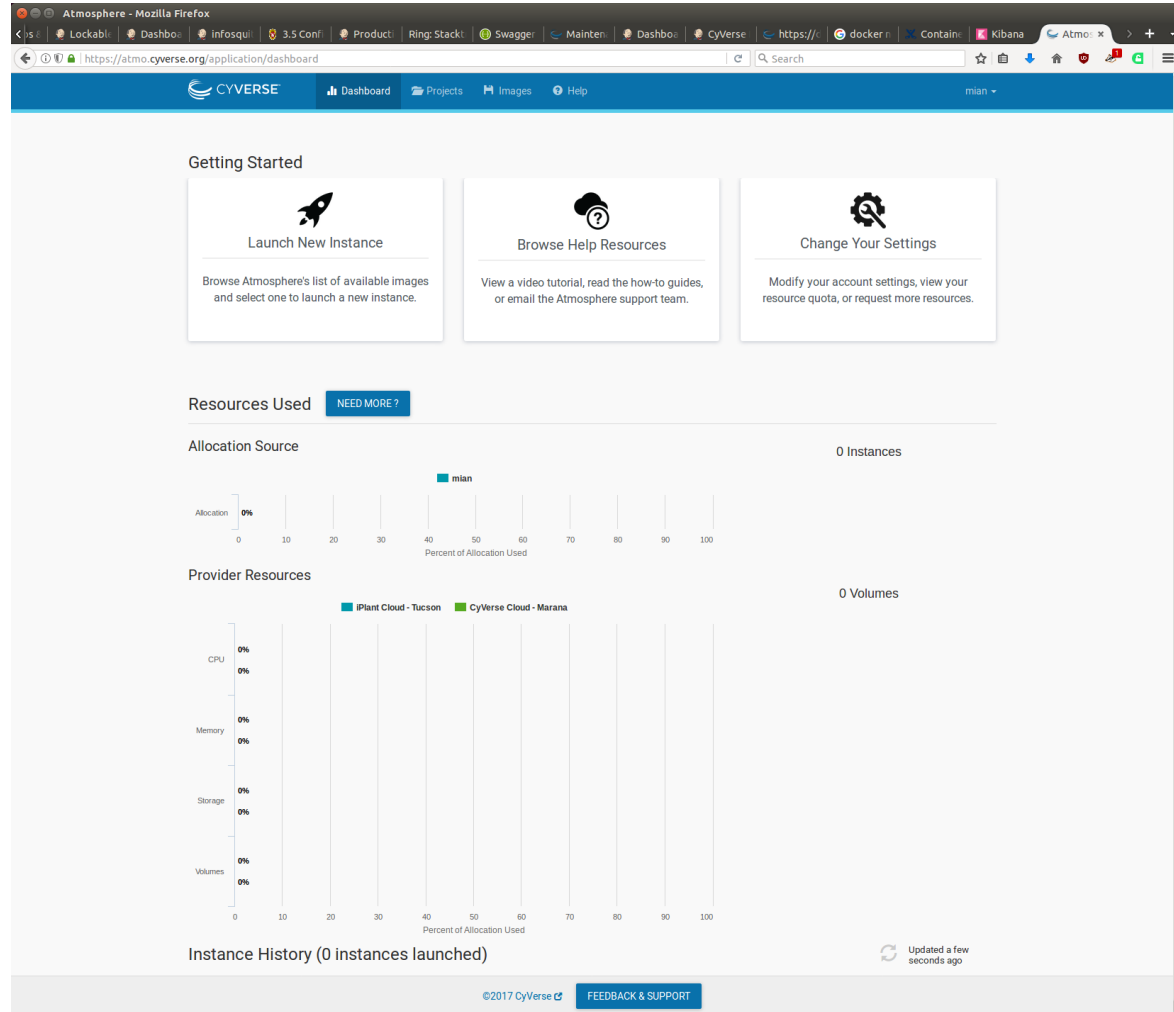 Atmosphere - Mozilla Firefox
Lockable
Dashboa
infosqui
3.5 Confi
Producti
Ring: Stackt
Swagger
Mainten
Dashboa
CyVerse
https://c
docker n
Containe
Kibana
Atmos
https://atmo.cyverse.org/application/dashboard
Search
1
CYVERSE
Dashboard
Projects
Images
Help
mian
Getting Started
Launch New Instance
Browse Atmosphere's list of available images
and select one to launch a new instance.
Browse Help Resources
View a video tutorial, read the how-to guides,
or email the Atmosphere support team.
Change Your Settings
Modify your account settings, view your
resource quota, or request more resources.
Resources Used
NEED MORE ?
Allocation Source
0 Instances
mian
Allocation 0%
0 10 20 30 40 50 60 70 80 90 100
Percent of Allocation Used
Provider Resources
0 Volumes
iPlant Cloud - Tucson CyVerse Cloud - Marana
CPU
0%
0%
Memory
0%
0%
Storage
0%
0%
Volumes
0%
0%
0 10 20 30 40 50 60 70 80 90 100
Percent of Allocation Used
Instance History (0 instances launched)
Updated a few
seconds ago
©2017 CyVerse
FEEDBACK & SUPPORT